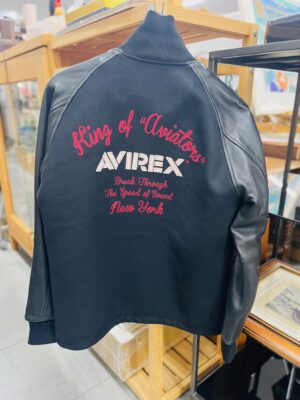 King of "Aviators"
AVIREX
Break Through
The Speed of Sound
New York